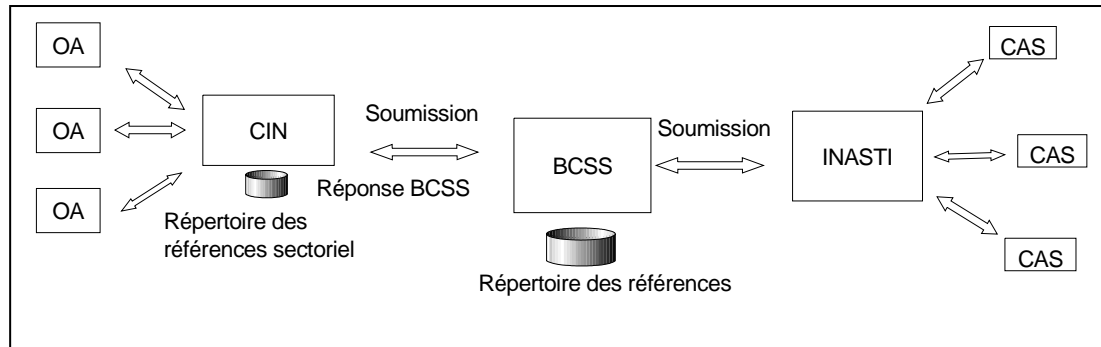 OA
OA
OA
CIN
Répertoire des
références sectoriel
Soumission
Réponse BCSS
BCSS
Répertoire des références
Soumission
INASTI
CAS
CAS
CAS